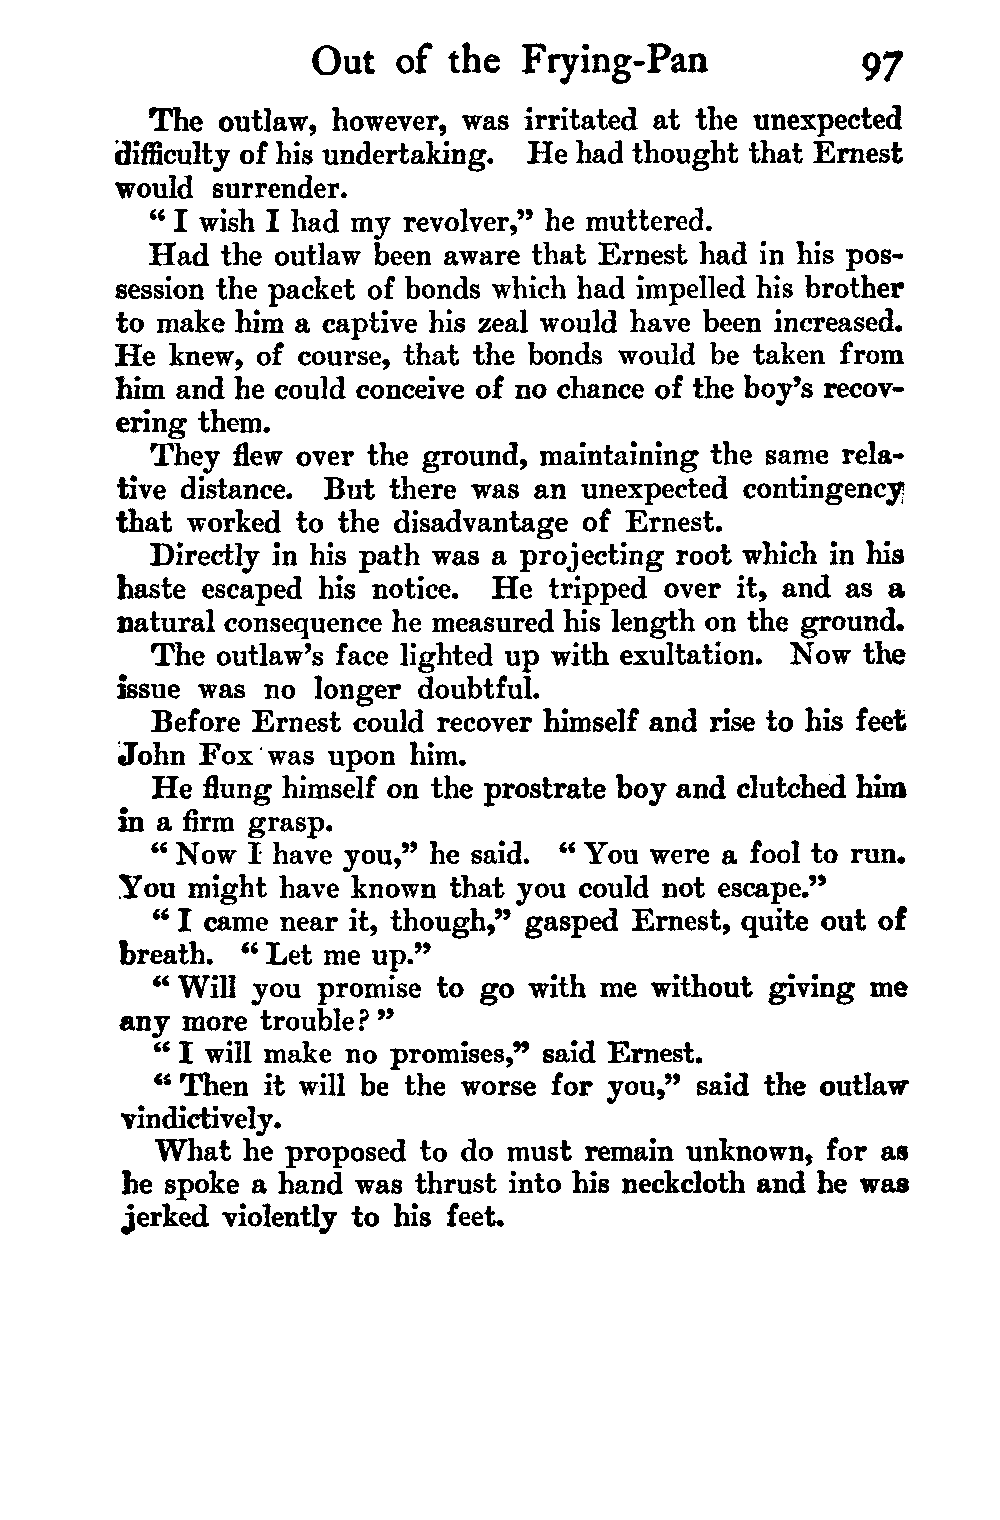 Out of the Frying-Pan 97
The outlaw, however, was irritated at the unexpected
difficulty of his undertaking. He had thought that Ernest
would surrender.
“ I wish I had my revolver,” he muttered.
Had the outlaw been aware that Ernest had in his pos-
session the packet of bonds which had impelled his brother
to make him a captive his zeal would have been increased.
He knew, of course, that the bonds would be taken from
him and he could conceive of no chance of the boy’s recov-
ering them.
They flew over the ground, maintaining the same rela-
tive distance. But there was an unexpected contingency
that worked to the disadvantage of Ernest.
Directly in his path was a projecting root which in his
haste escaped his notice. He tripped over it, and as a
natural consequence he measured his length on the ground.
The outlaw’s face lighted up with exultation. Now the
issue was no longer doubtful.
Before Ernest could recover himself and rise to his feet
John Fox was upon him.
He flung himself on the prostrate boy and clutched him
in a firm grasp.
“ Now I have you,” he said. “ You were a fool to run.
You might have known that you could not escape.”
“ I came near it, though,” gasped Ernest, quite out of
breath. “ Let me up.”
“ Will you promise to go with me without giving me
any more trouble? ”
“ I will make no promises,” said Ernest.
“ Then it will be the worse for you,” said the outlaw
vindictively.
What he proposed to do must remain unknown, for as
he spoke a hand was thrust into his neckcloth and he was
jerked violently to his feet.